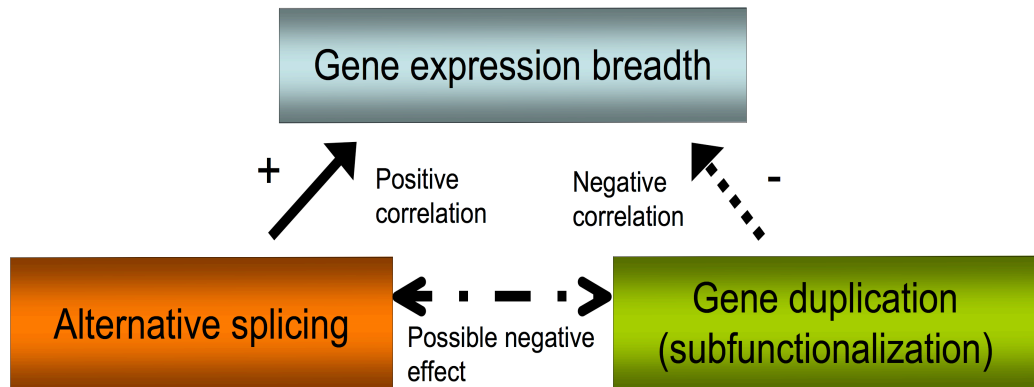 Gene expression breadth
+
Positive
correlation
Negative
correlation
-
Alternative splicing
Possible negative
effect
Gene duplication
(subfunctionalization)